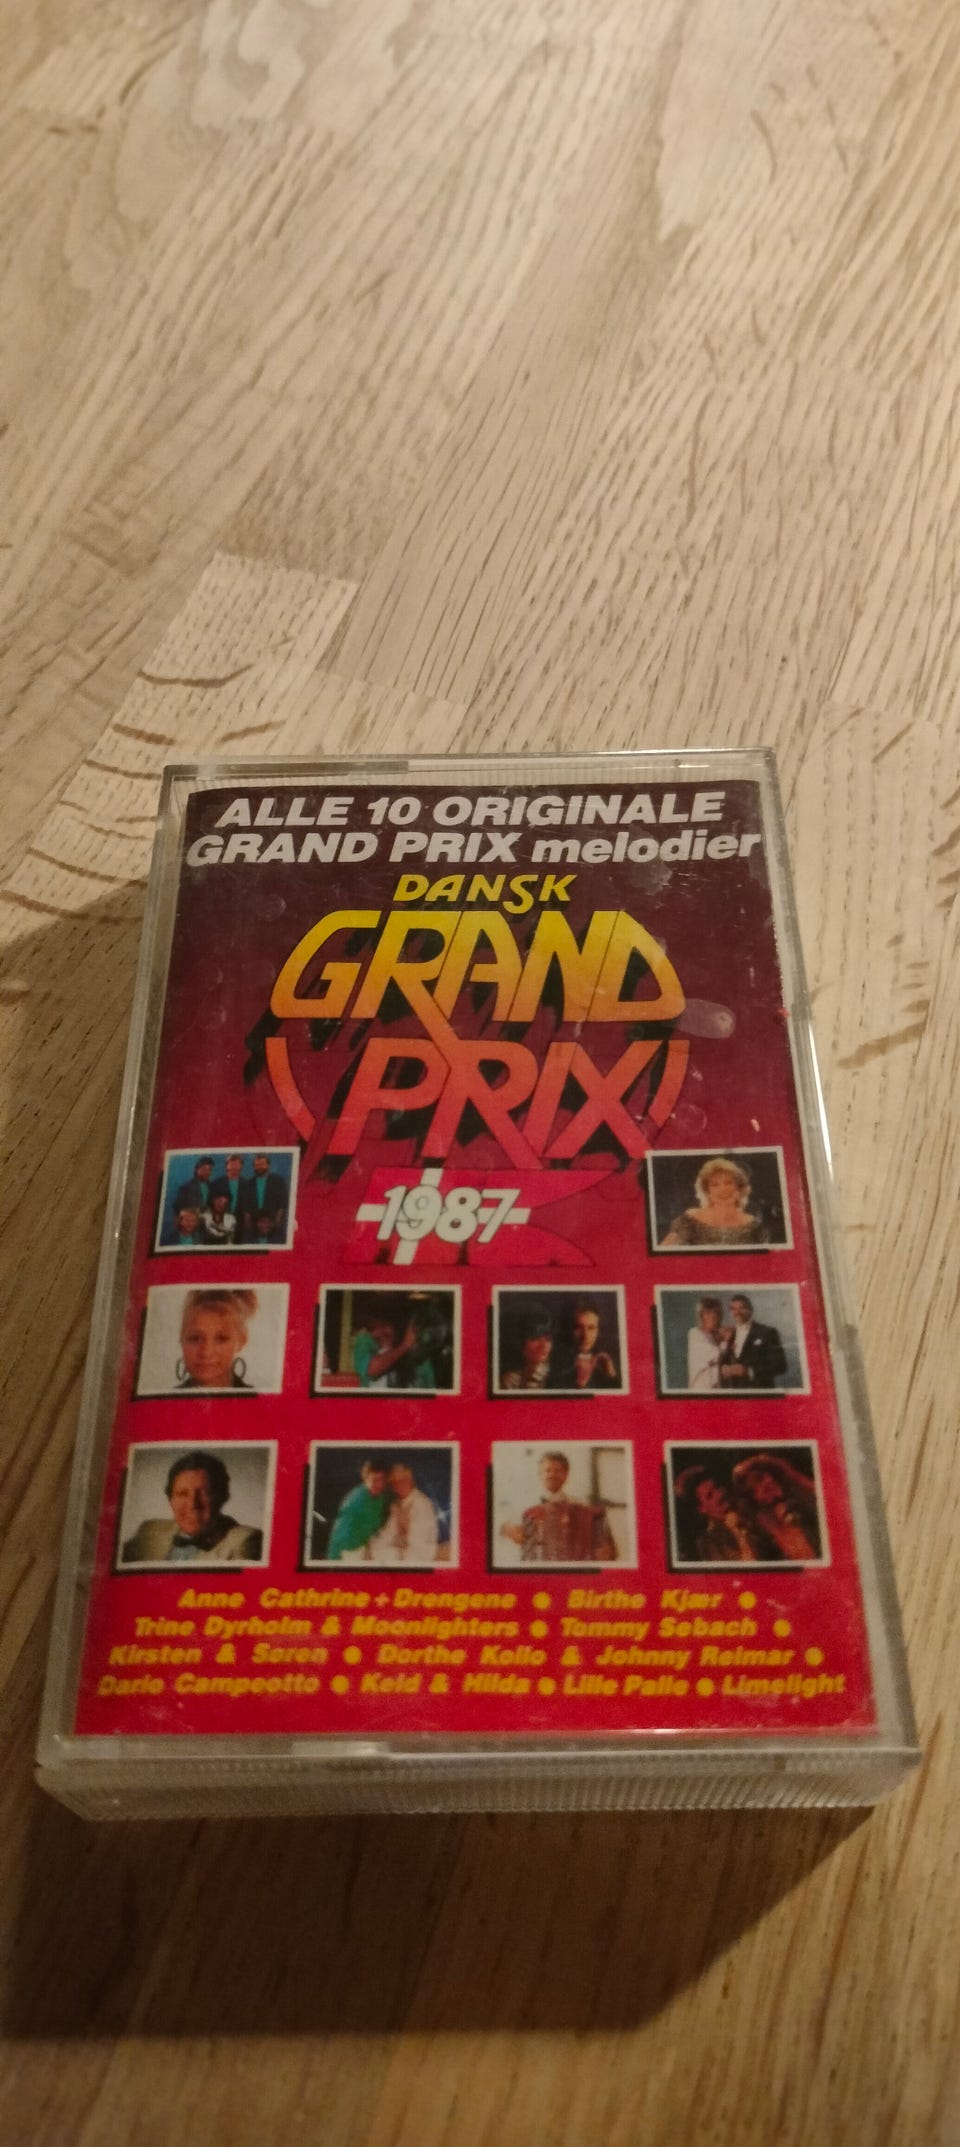 ALLE 10 ORIGINALE
GRAND PRIX melodier
DANSK
GRAND
PRIX
1987
Anne Cathrine + Drengene ● Birthe Kjær ●
Trine Dyrholm & Moonlighters ● Tommy Sebach ●
Kirsten & Søren ● Dorthe Kollo & Johnny Reimar ●
Dario Campeotto ● Keld & Hilda ● Lille Palle ● Limelight